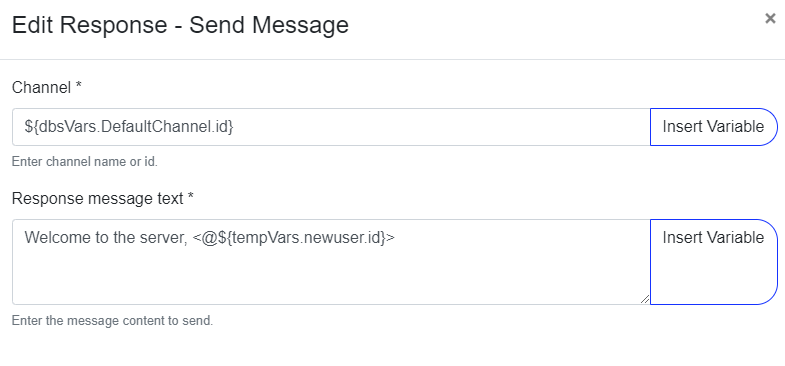 Edit Response - Send Message
×
Channel *
${dbsVars.DefaultChannel.id}
Insert Variable
Enter channel name or id.
Response message text *
Welcome to the server, <@${tempVars.newuser.id}>
Insert Variable
Enter the message content to send.